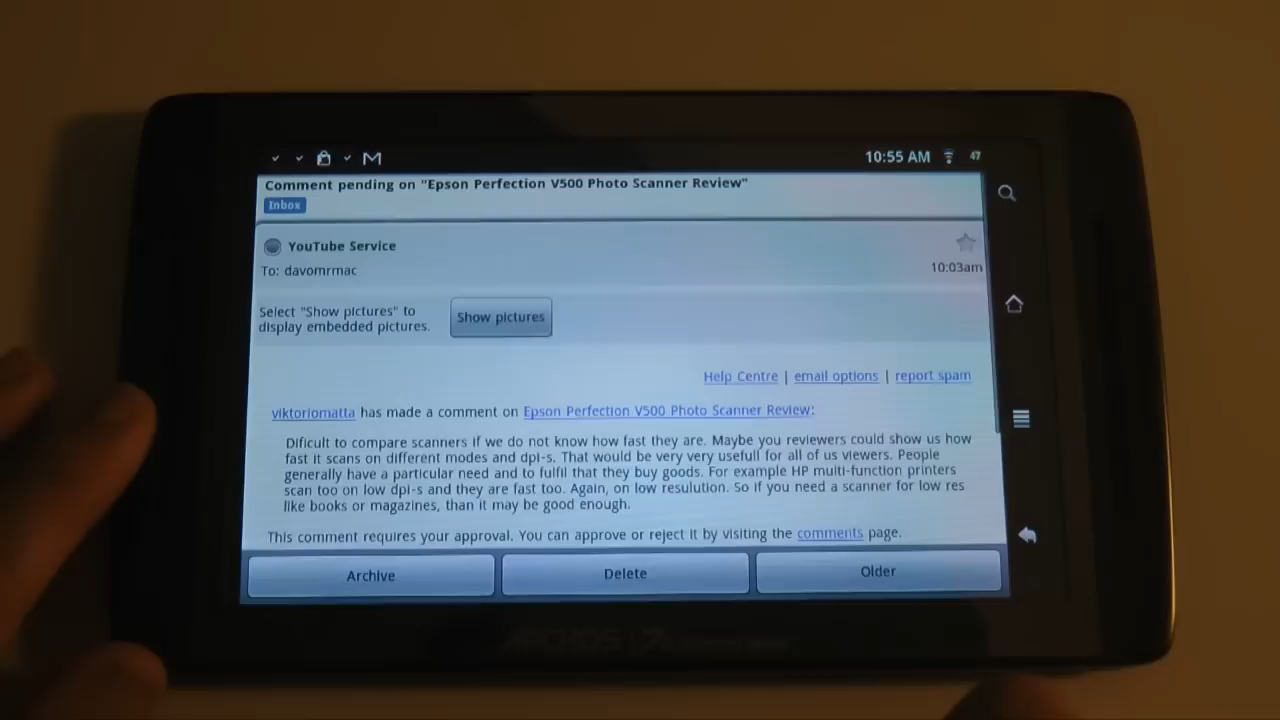 10:55 AM 47
Comment pending on "Epson Perfection V500 Photo Scanner Review"
Inbox
YouTube Service
To: davomrmac
10:03am
Select "Show pictures" to
display embedded pictures.
Show pictures
Help Centre | email options | report spam
viktoriomatta has made a comment on Epson Perfection V500 Photo Scanner Review:
Dificult to compare scanners if we do not know how fast they are. Maybe you reviewers could show us how
fast it scans on different modes and dpi-s. That would be very very usefull for all of us viewers. People
generally have a particular need and to fulfil that they buy goods. For example HP multi-function printers
scan too on low dpi-s and they are fast too. Again, on low resulution. So if you need a scanner for low res
like books or magazines, than it may be good enough.
This comment requires your approval. You can approve or reject it by visiting the comments page.
Archive
Delete
Older
ARCHOS 7